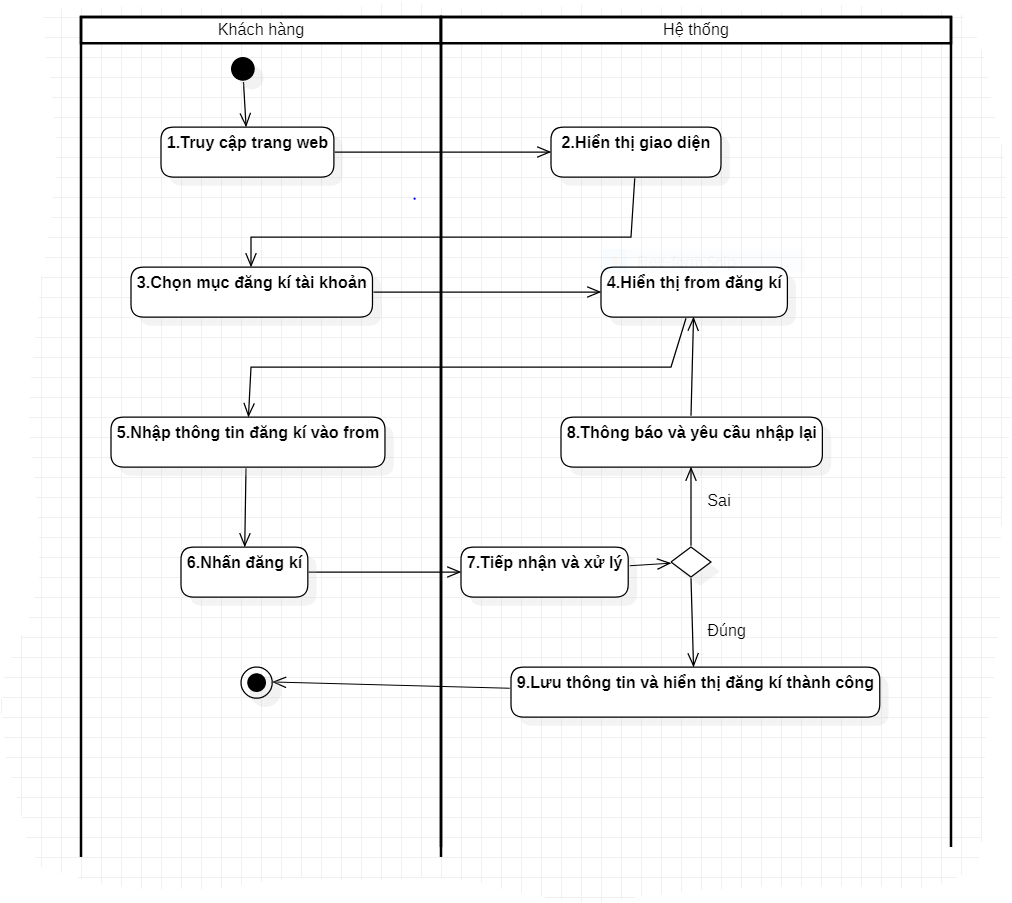 Khách hàng
Hệ thống
1.Truy cập trang web
2.Hiển thị giao diện
3.Chọn mục đăng kí tài khoản
4.Hiển thị from đăng kí
5.Nhập thông tin đăng kí vào from
8.Thông báo và yêu cầu nhập lại
Sai
6.Nhấn đăng kí
7.Tiếp nhận và xử lý
Đúng
9.Lưu thông tin và hiển thị đăng kí thành công